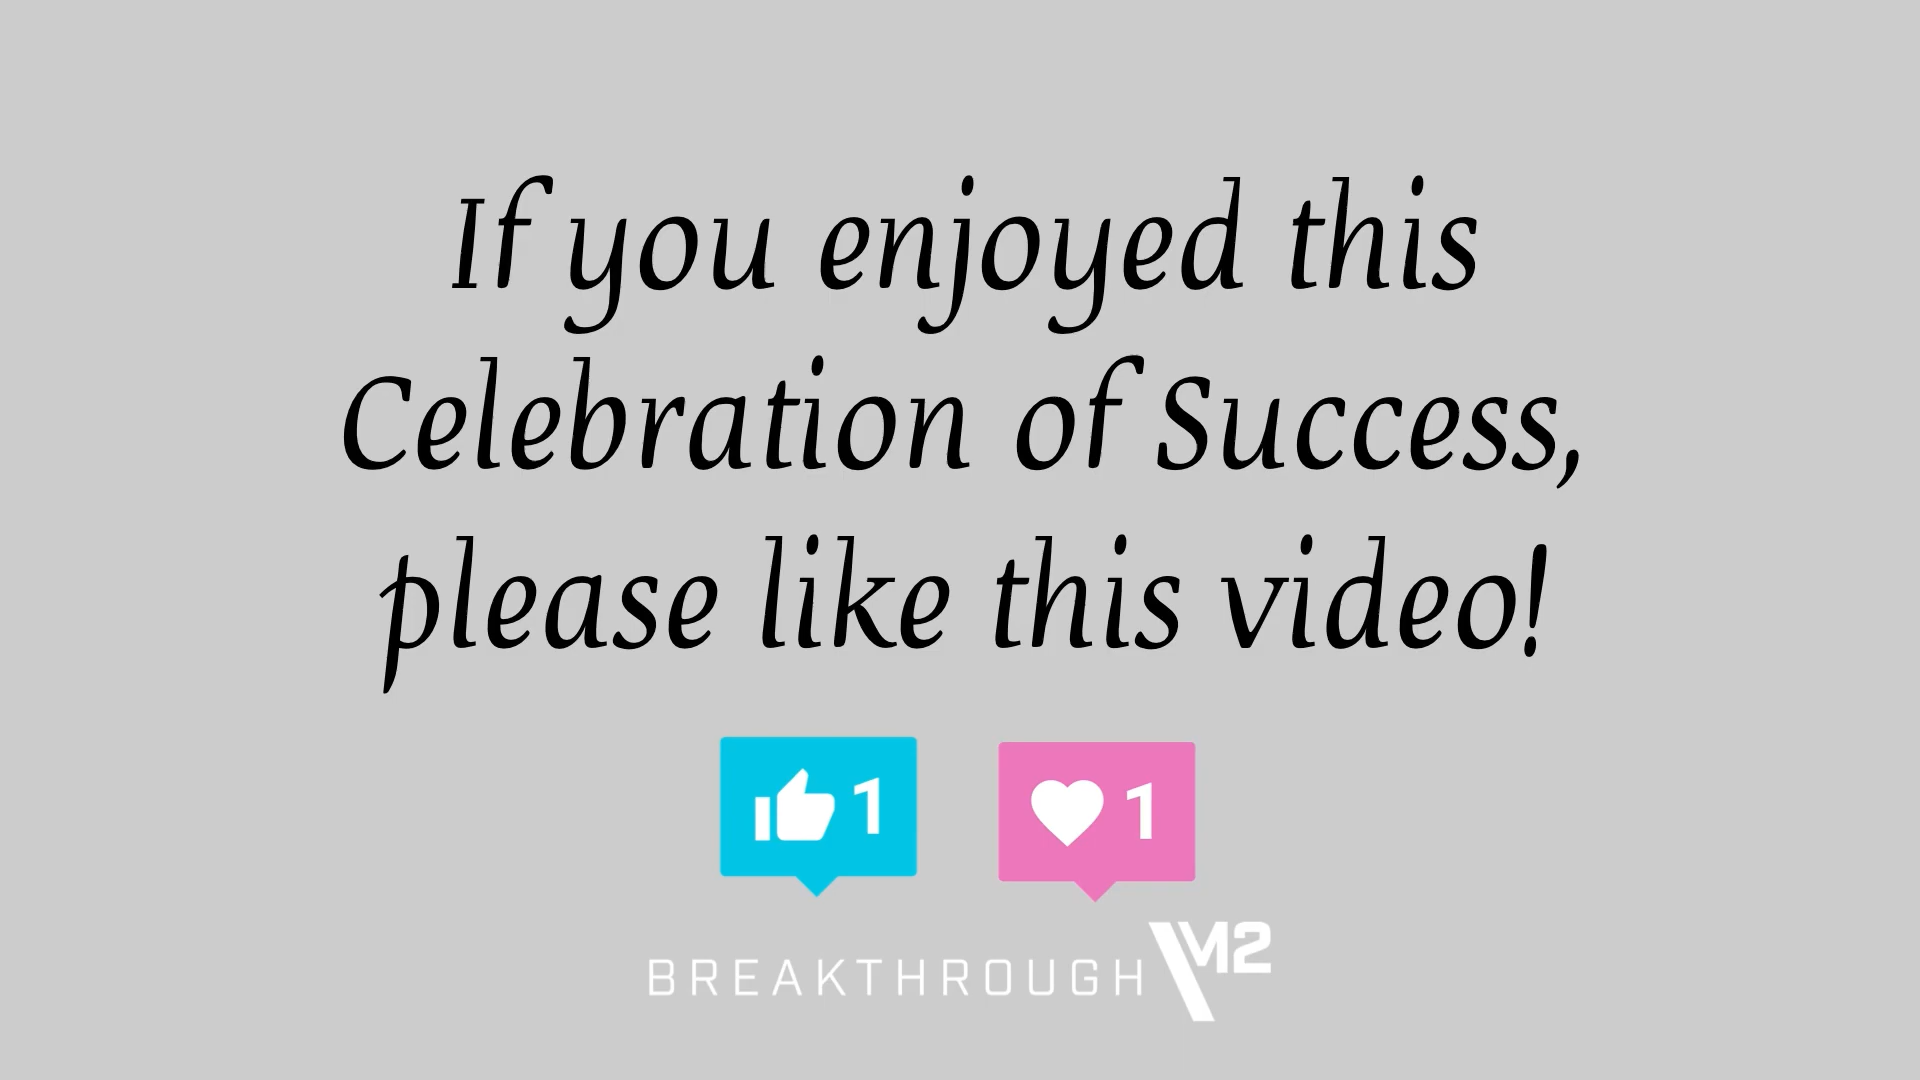 If you enjoyed this
Celebration of Success,
please like this video!
1 1
BREAKTHROUGH M2